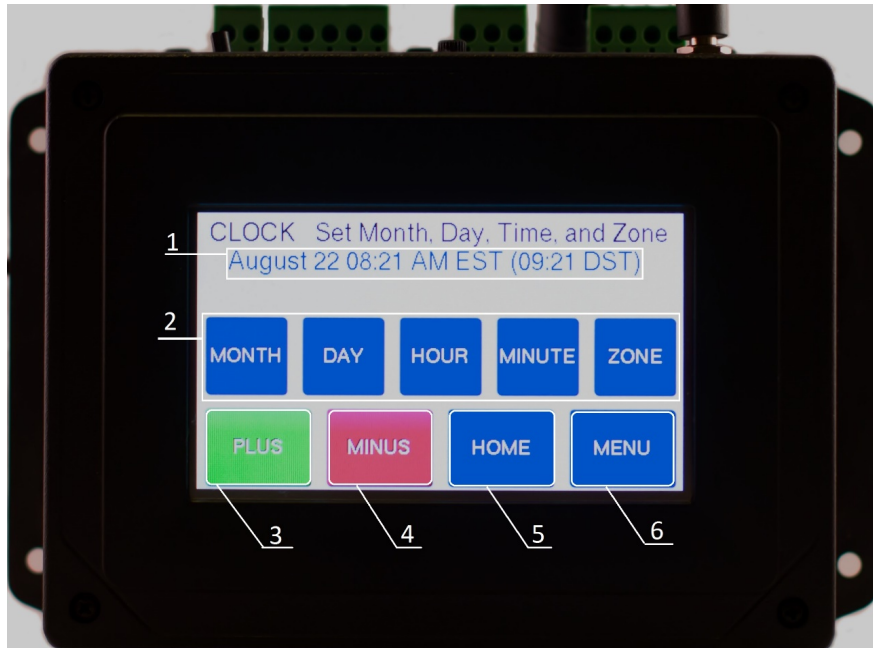 CLOCK Set Month, Day, Time, and Zone
1
August 22 08:21 AM EST (09:21 DST)
2
MONTH DAY HOUR MINUTE ZONE
PLUS MINUS HOME MENU
3 4 5 6